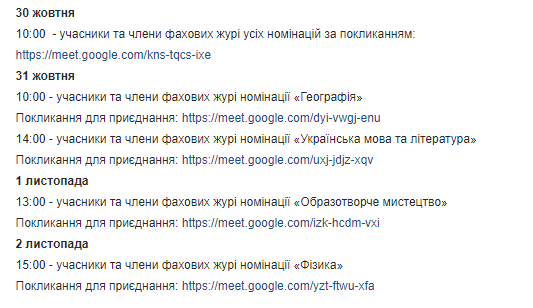 30 жовтня
10:00 - учасники та члени фахових журі усіх номінацій за покликанням:
https://meet.google.com/kns-tqcs-ixe
31 жовтня
10:00 - учасники та члени фахових журі номінації «Географія»
Покликання для приєднання: https://meet.google.com/dyi-vwgj-enu
14:00 - учасники та члени фахових журі номінації «Українська мова та література»
Покликання для приєднання: https://meet.google.com/uxj-jdjz-xqv
1 листопада
13:00 - учасники та члени фахових журі номінації «Образотворче мистецтво»
Покликання для приєднання: https://meet.google.com/izk-hcdm-vxi
2 листопада
15:00 - учасники та члени фахових журі номінації «Фізика»
Покликання для приєднання: https://meet.google.com/yzt-ftwu-xfa